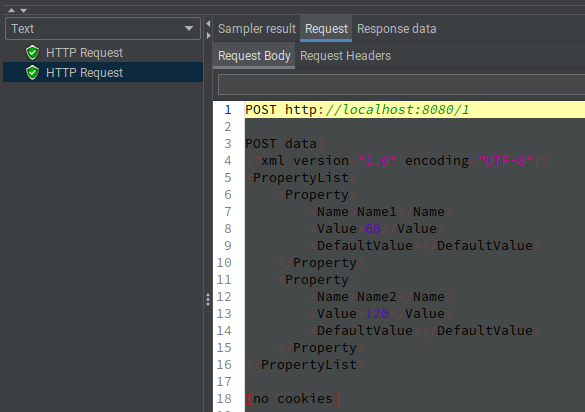 Text
HTTP Request
HTTP Request
Sampler result Request Response data
Request Body Request Headers
1 POST http://localhost:8080/1
2
3 POST data:
4 <?xml version="1.0" encoding="UTF-8"?>
5 <PropertyList>
6 <Property>
7 <Name>Name1</Name>
8 <Value>60</Value>
9 <DefaultValue></DefaultValue>
10 </Property>
11 <Property>
12 <Name>Name2</Name>
13 <Value>120</Value>
14 <DefaultValue></DefaultValue>
15 </Property>
16 </PropertyList>
17
18 [no cookies]